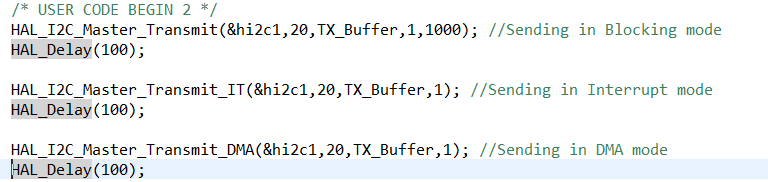 /* USER CODE BEGIN 2 */
HAL_I2C_Master_Transmit(&hi2c1,20,TX_Buffer,1,1000); //Sending in Blocking mode
HAL_Delay(100);
HAL_I2C_Master_Transmit_IT(&hi2c1,20,TX_Buffer,1); //Sending in Interrupt mode
HAL_Delay(100);
HAL_I2C_Master_Transmit_DMA(&hi2c1,20,TX_Buffer,1); //Sending in DMA mode
HAL_Delay(100);